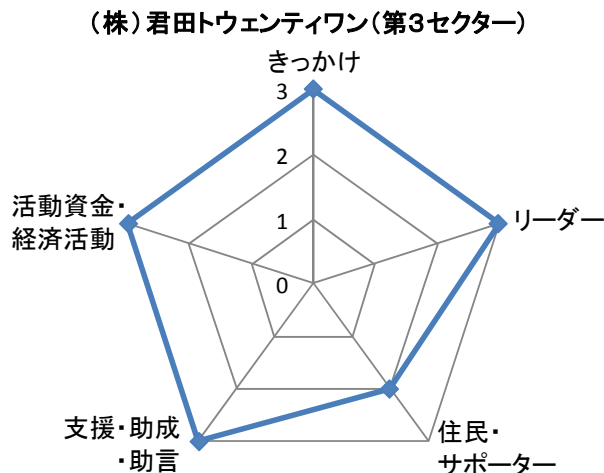 （株）君田トウェンティワン（第３セクター）
きっかけ
3
2
1
0
リーダー
住民・
サポーター
支援・助成
・助言
活動資金・
経済活動